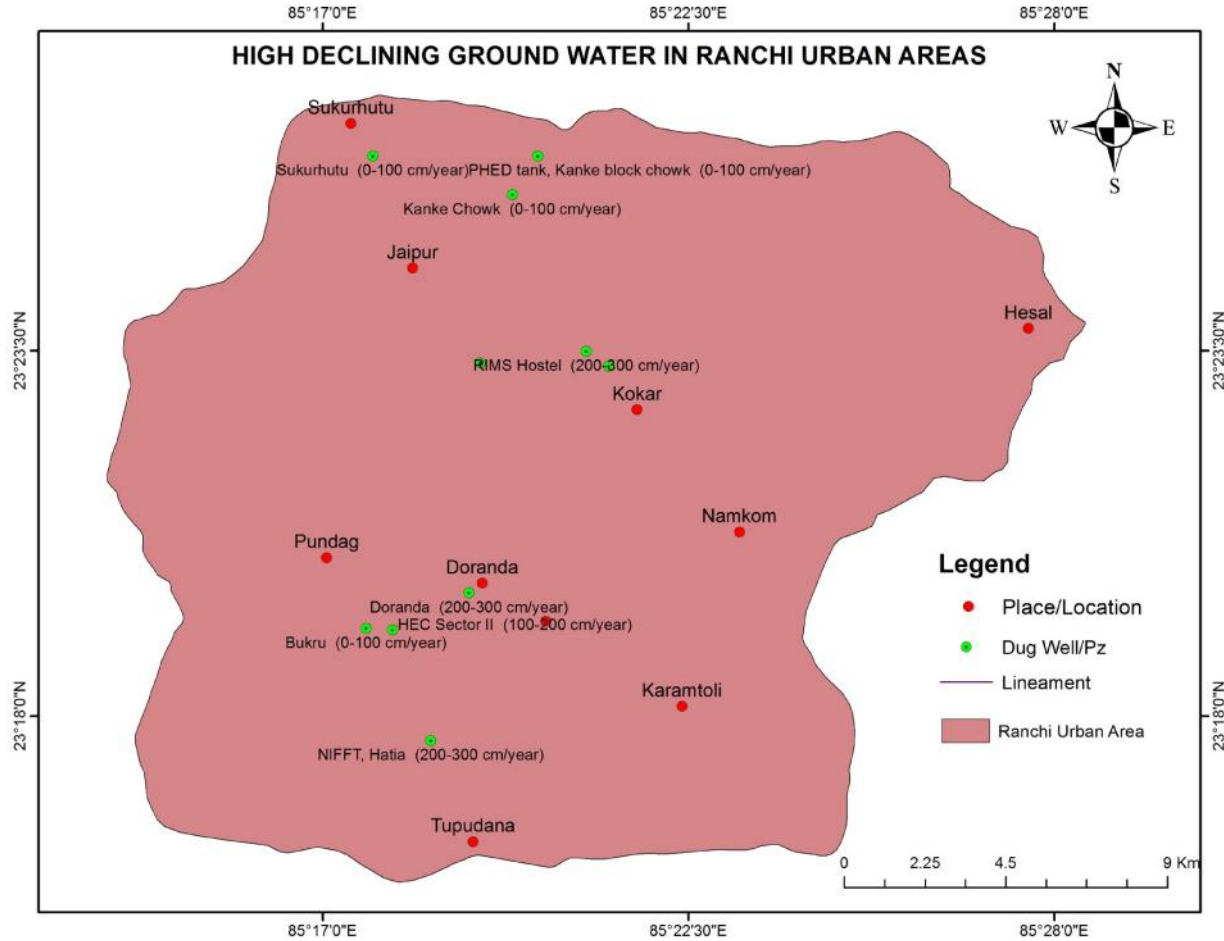 85°17'0"E
85°22'30"E
85°28'0"E
HIGH DECLINING GROUND WATER IN RANCHI URBAN AREAS
N
W
E
S
Sukurhutu
Sukurhutu (0-100 cm/year)
PHED tank, Kanke block chowk (0-100 cm/year)
Kanke Chowk (0-100 cm/year)
Jaipur
Hesal
23°23'30"N
23°23'30"N
RIMS Hostel (200-300 cm/year)
Kokar
Namkom
Pundag
Doranda
Doranda (200-300 cm/year)
HEC Sector II (100-200 cm/year)
Bukru (0-100 cm/year)
Karamtoli
23°18'0"N
23°18'0"N
NIFFT, Hatia (200-300 cm/year)
Tupudana
Legend
Place/Location
Dug Well/Pz
Lineament
Ranchi Urban Area
0 2.25 4.5 9 Km
85°17'0"E
85°22'30"E
85°28'0"E